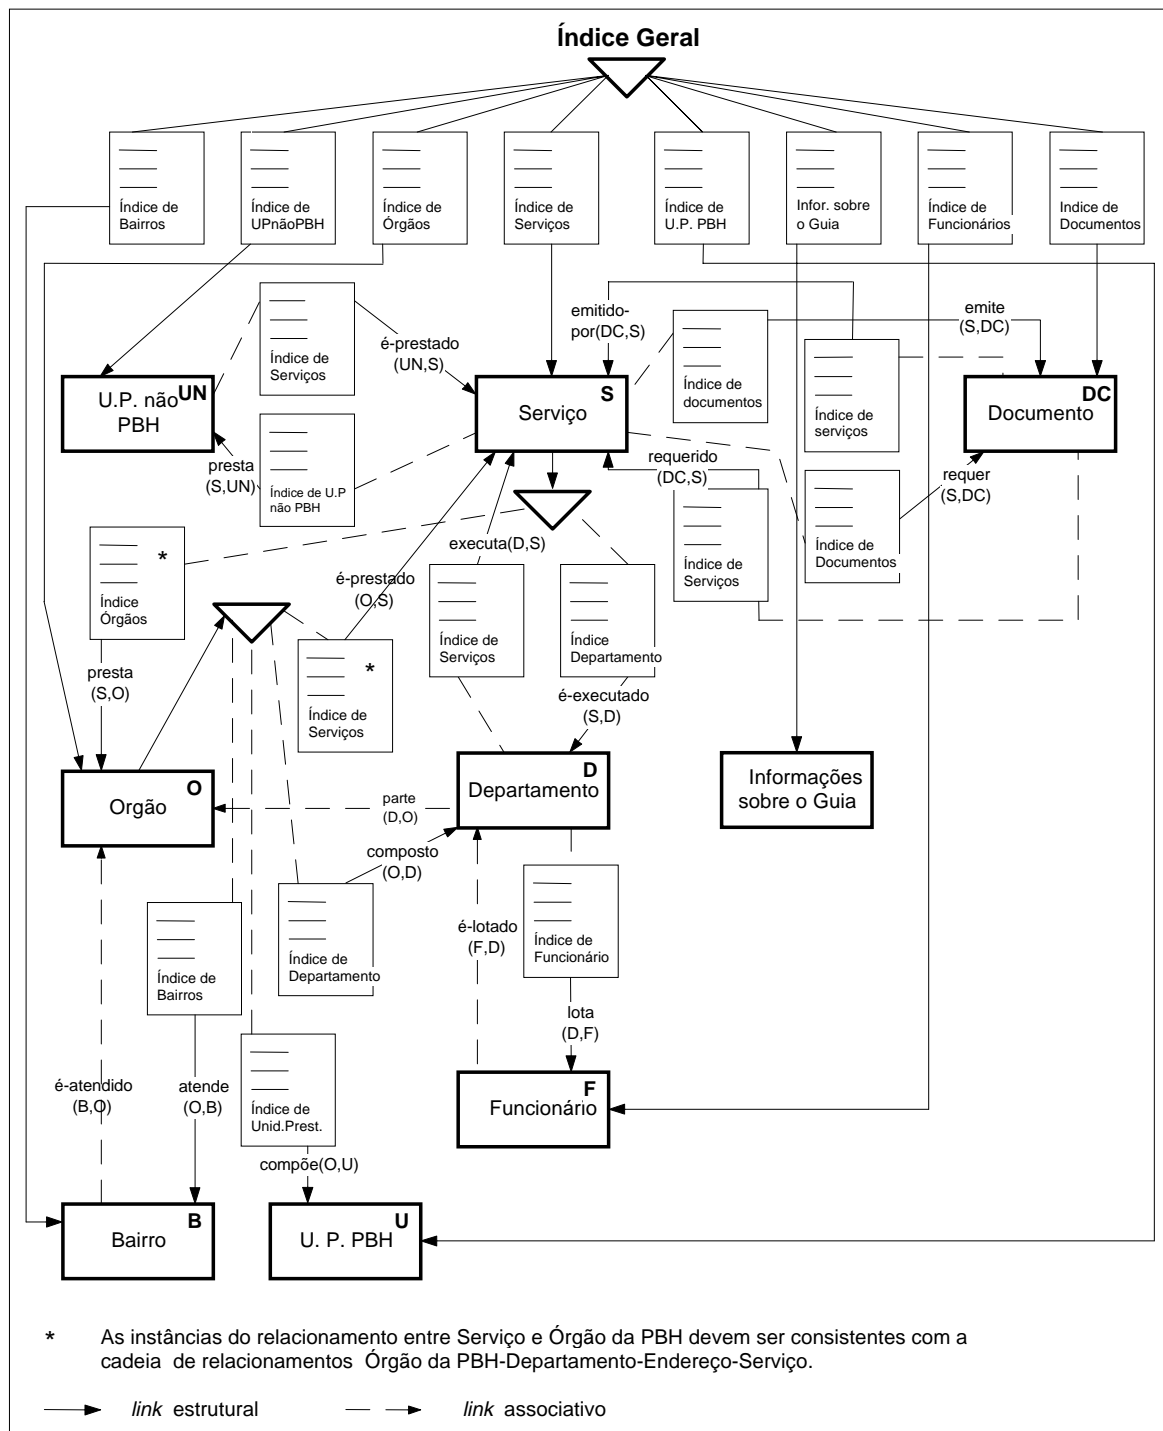 Índice Geral
Índice de
Bairros
Índice de
UPnãoPBH
Índice de
Órgãos
Índice de
Serviços
Índice de
U.P. PBH
Infor. sobre
o Guia
Índice de
Funcionários
Indice de
Documentos
Índice de
Serviços
é-prestado
(UN,S)
emitido-
por(DC,S)
Índice de
documentos
emite
(S,DC)
Índice de
serviços
UN
U.P. não
PBH
S
Serviço
DC
Documento
presta
(S,UN)
Índice de U.P
não PBH
requerido
(DC,S)
Índice de
Serviços
requer
(S,DC)
Índice de
Documentos
*
Índice
Órgãos
é-prestado
(O,S)
executa(D,S)
Índice de
Serviços
Índice
Departamento
presta
(S,O)
*
Índice de
Serviços
é-executado
(S,D)
O
Orgão
parte
(D,O)
D
Departamento
Informações
sobre o Guia
composto
(O,D)
Índice de
Departamento
é-lotado
(F,D)
Índice de
Funcionário
Índice de
Bairros
lota
(D,F)
é-atendido
(B,O)
atende
(O,B)
Índice de
Unid.Prest.
F
Funcionário
compõe(O,U)
B
Bairro
U
U. P. PBH
* As instâncias do relacionamento entre Serviço e Órgão da PBH devem ser consistentes com a
cadeia de relacionamentos Órgão da PBH-Departamento-Endereço-Serviço.
link estrutural
link associativo